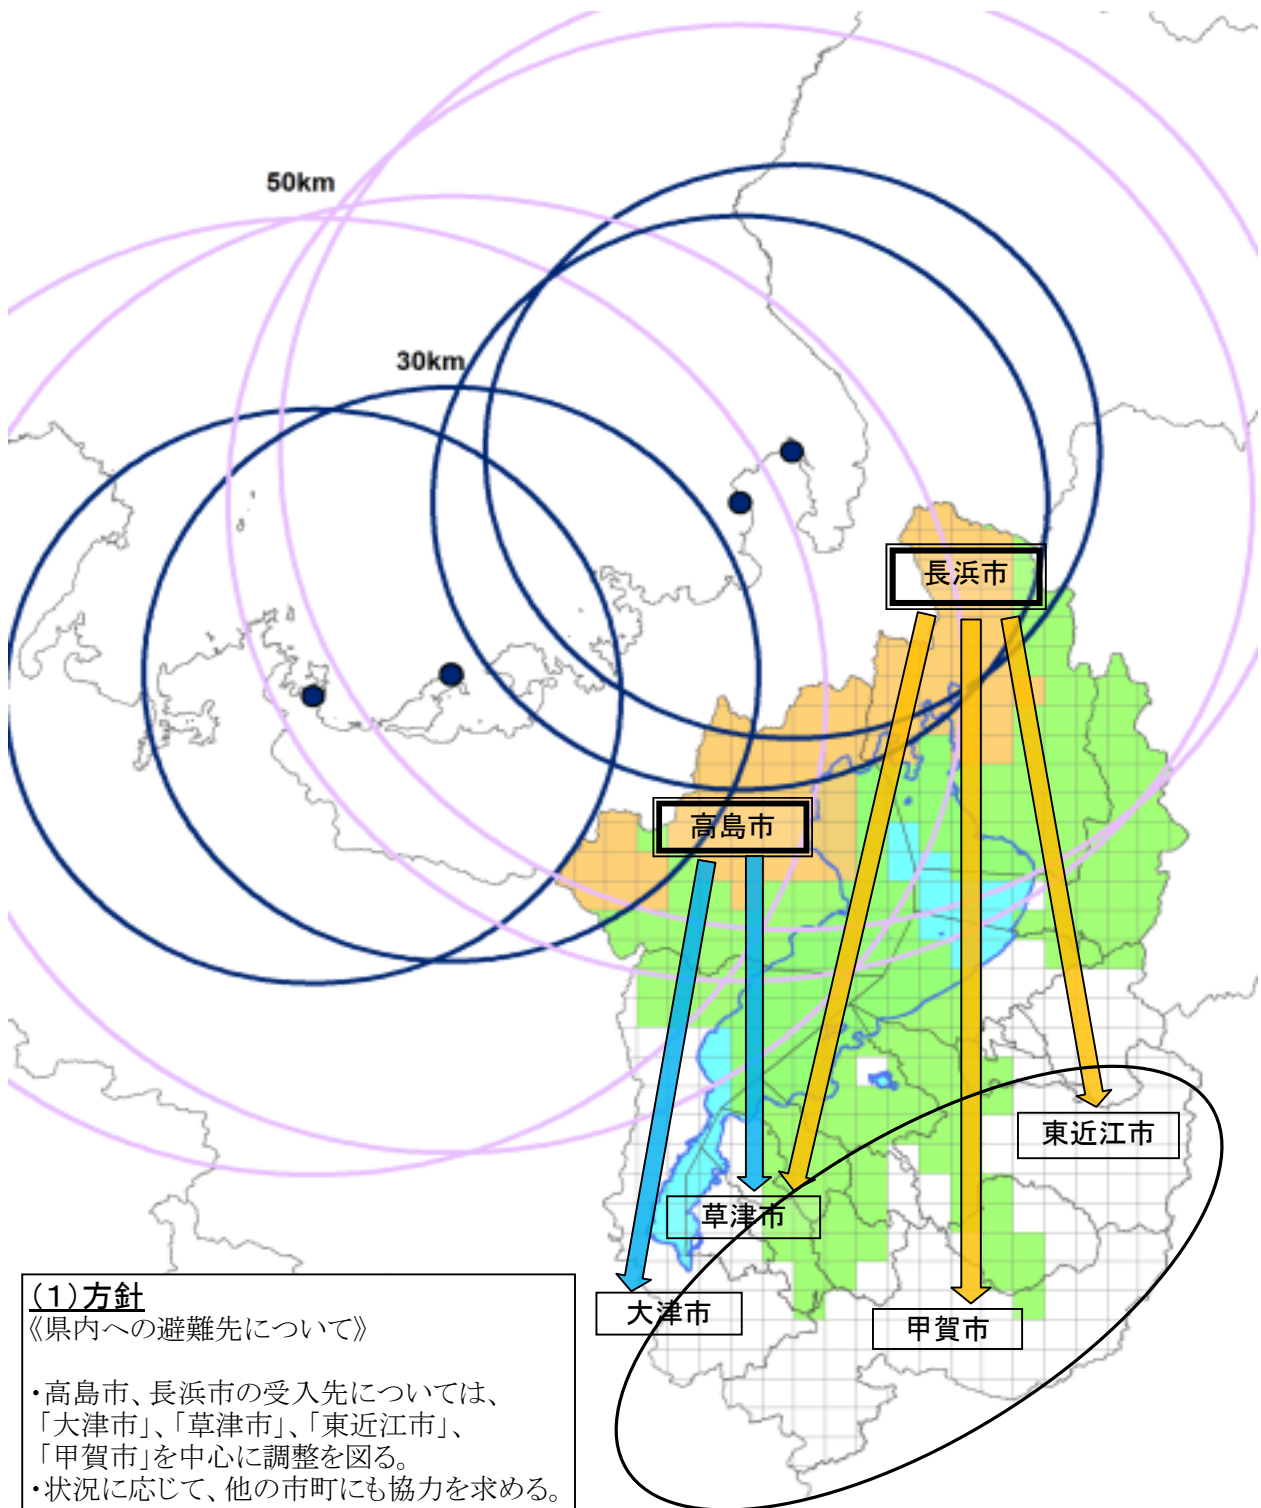 50km
30km
長浜市
高島市
東近江市
草津市
大津市
甲賀市
(1)方針
《県内への避難先について》
・高島市、長浜市の受入先については、
「大津市」、「草津市」、「東近江市」、
「甲賀市」を中心に調整を図る。
・状況に応じて、他の市町にも協力を求める。